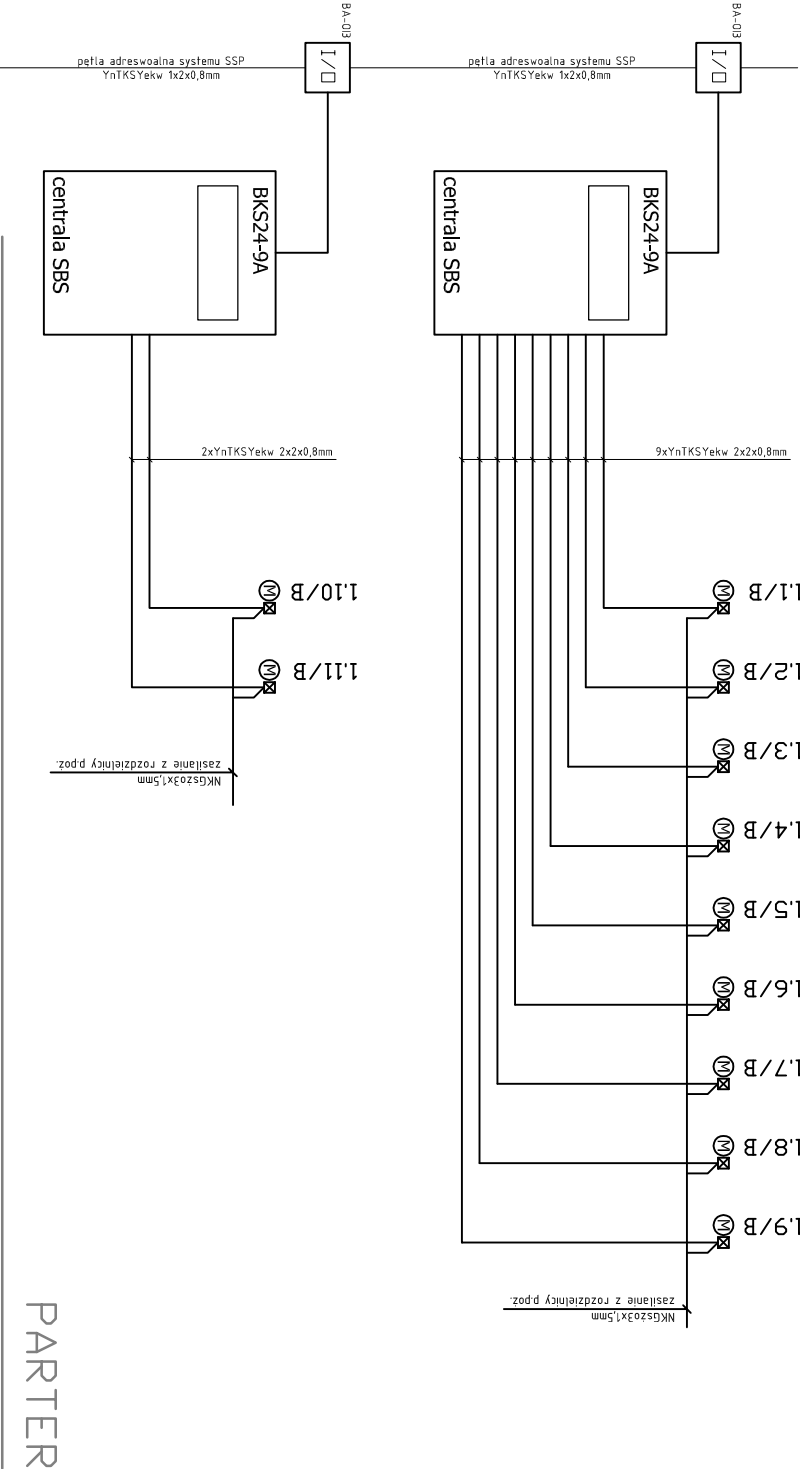 BA-013
BA-013
I/O
I/O
pętla adreswoalna systemu SSP
YnTKSYekw 1x2x0,8mm
pętla adreswoalna systemu SSP
YnTKSYekw 1x2x0,8mm
BKS24-9A
centrala SBS
BKS24-9A
centrala SBS
2xYnTKSYekw 2x2x0,8mm
9xYnTKSYekw 2x2x0,8mm
M
1.10/B
M
1.11/B
zasilanie z rozdzielnicy p.poż.
NKGsżo3x1,5mm
M
1.1/B
M
1.2/B
M
1.3/B
M
1.4/B
M
1.5/B
M
1.6/B
M
1.7/B
M
1.8/B
M
1.9/B
zasilanie z rozdzielnicy p.poż.
NKGsżo3x1,5mm
PARTER